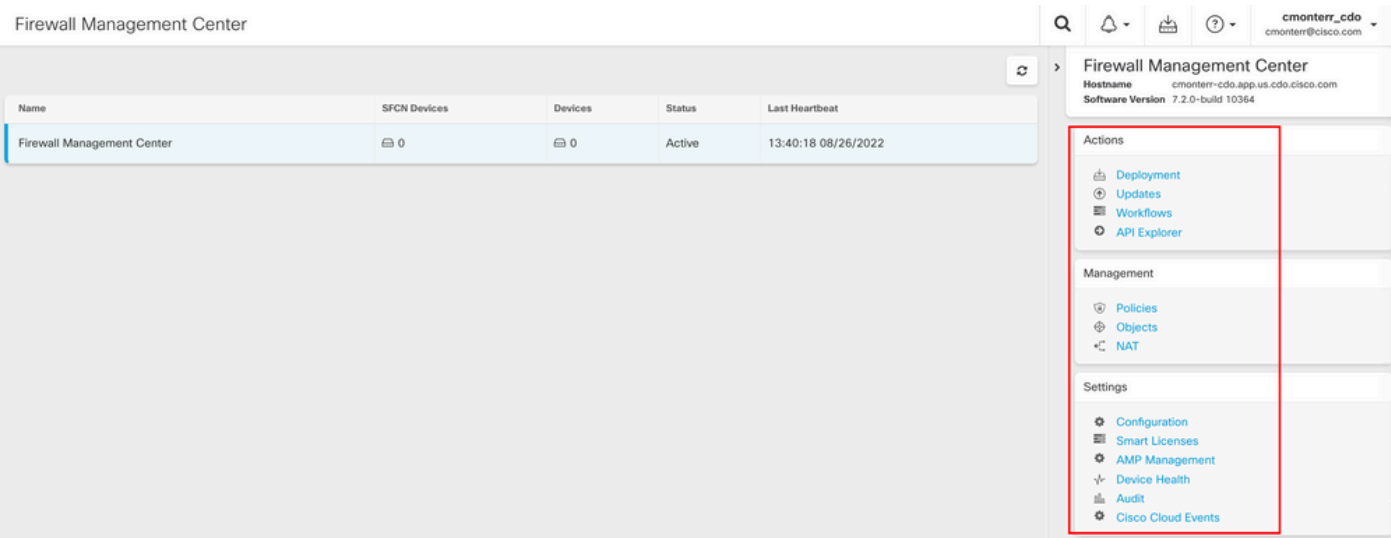 Firewall Management Center
cmonterr_cdo
cmonterr@cisco.com
Name SFCN Devices Devices Status Last Heartbeat
Firewall Management Center 0 0 Active 13:40:18 08/26/2022
Firewall Management Center
Hostname cmonterr-cdo.app.us.cdo.cisco.com
Software Version 7.2.0-build 10364
Actions
Deployment
Updates
Workflows
API Explorer
Management
Policies
Objects
NAT
Settings
Configuration
Smart Licenses
AMP Management
Device Health
Audit
Cisco Cloud Events